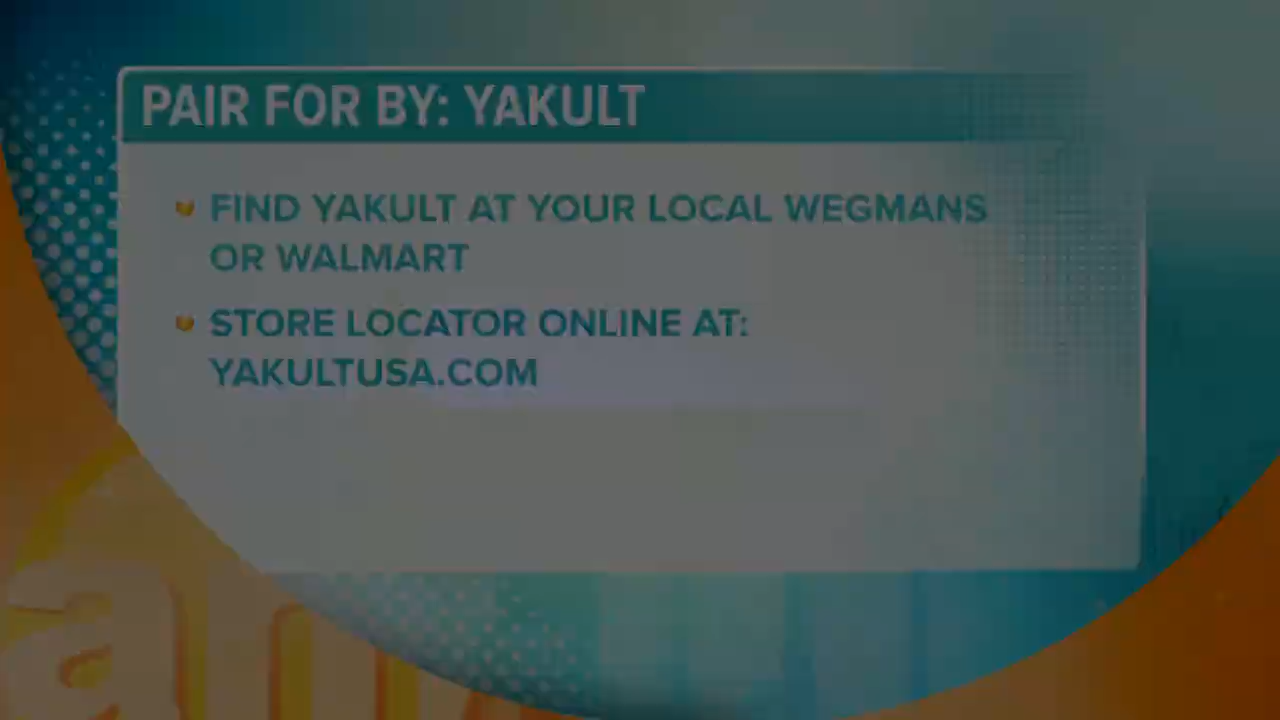 PAIR FOR BY: YAKULT
FIND YAKULT AT YOUR LOCAL WEGMANS
OR WALMART
STORE LOCATOR ONLINE AT:
YAKULTUSA.COM